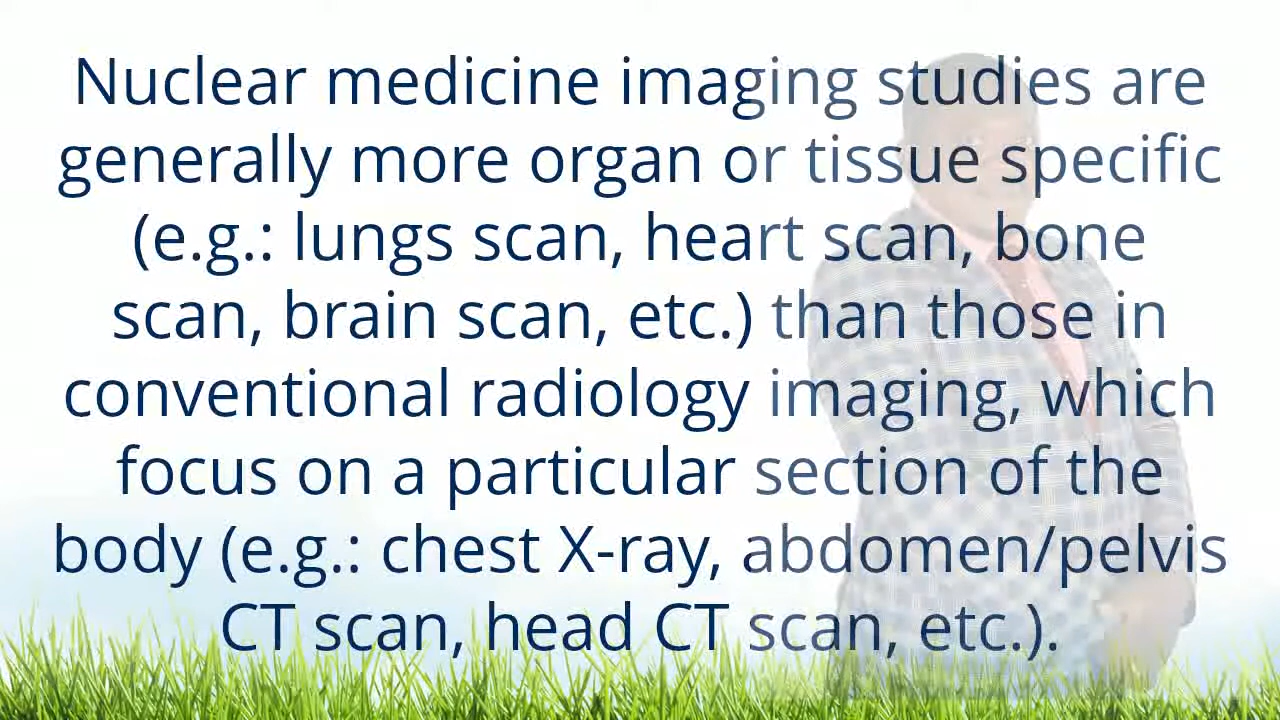 Nuclear medicine imaging studies are
generally more organ or tissue specific
(e.g.: lungs scan, heart scan, bone
scan, brain scan, etc.) than those in
conventional radiology imaging, which
focus on a particular section of the
body (e.g.: chest X-ray, abdomen/pelvis
CT scan, head CT scan, etc.).